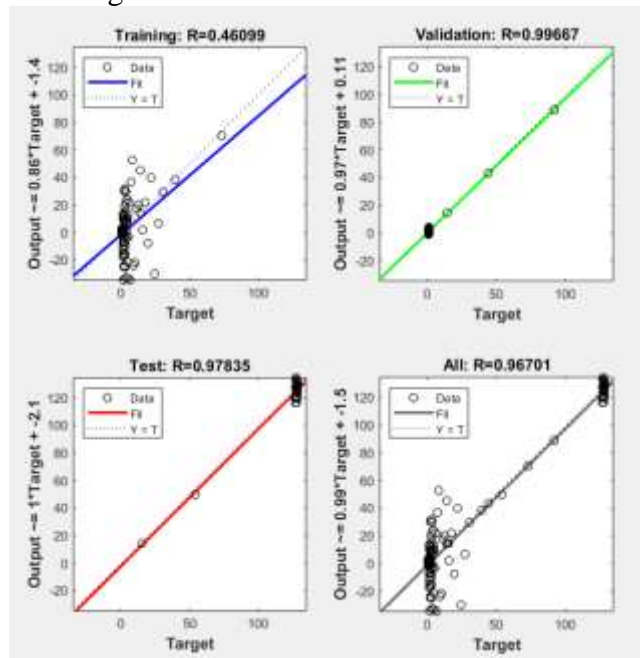 Training: R=0.46099
Output ~= 0.86*Target + -1.4
120
100
80
60
40
20
0
-20
Data
Fit
Y = T
0
50
100
Target
Validation: R=0.99667
Output ~= 0.97*Target + 0.11
120
100
80
60
40
20
0
-20
Data
Fit
Y = T
0
50
100
Target
Test: R=0.97835
Output ~= 1*Target + -2.1
120
100
80
60
40
20
0
-20
Data
Fit
Y = T
0
50
100
Target
All: R=0.96701
Output ~= 0.99*Target + -1.5
120
100
80
60
40
20
0
-20
Data
Fit
Y = T
0
50
100
Target